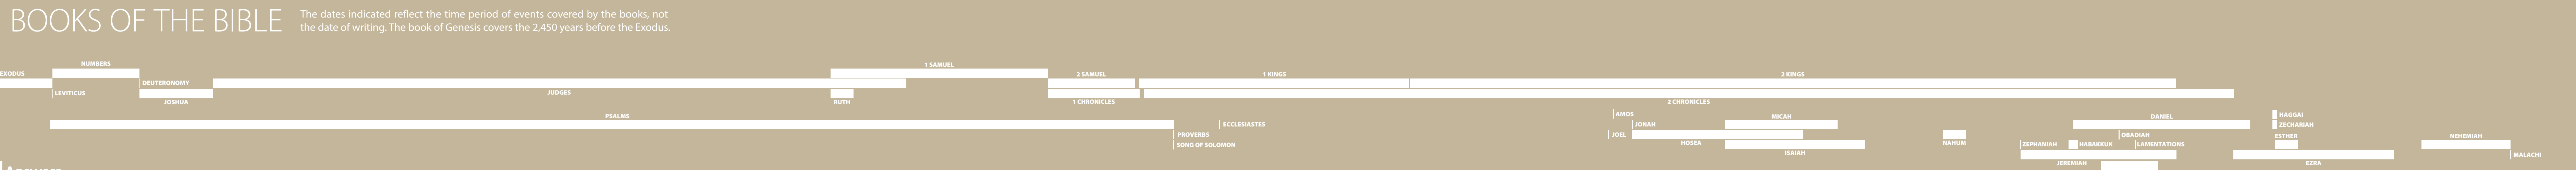 BOOKS OF THE BIBLE
The dates indicated reflect the time period of events covered by the books, not
the date of writing. The book of Genesis covers the 2,450 years before the Exodus.
NUMBERS
1 SAMUEL
EXODUS
2 SAMUEL
1 KINGS
2 KINGS
DEUTERONOMY
LEVITICUS
JUDGES
JOSHUA
RUTH
1 CHRONICLES
2 CHRONICLES
AMOS
HAGGAI
PSALMS
MICAH
DANIEL
ECCLESIASTES
JONAH
ZECHARIAH
PROVERBS
JOEL
OBADIAH
ESTHER
NEHEMIAH
SONG OF SOLOMON
HOSEA
NAHUM
ZEPHANIAH
HABAKKUK
LAMENTATIONS
ISAIAH
MALACHI
JEREMIAH
EZRA